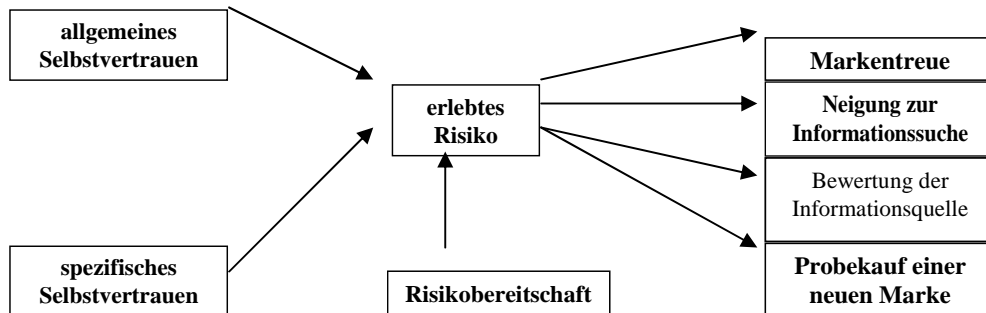 allgemeines
Selbstvertrauen
spezifisches
Selbstvertrauen
erlebtes
Risiko
Risikobereitschaft
Markentreue
Neigung zur
Informationssuche
Bewertung der
Informationsquelle
Probekauf einer
neuen Marke